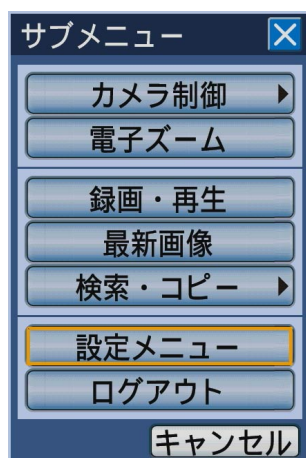 サブメニュー
カメラ制御
電子ズーム
録画・再生
最新画像
検索・コピー
設定メニュー
ログアウト
キャンセル